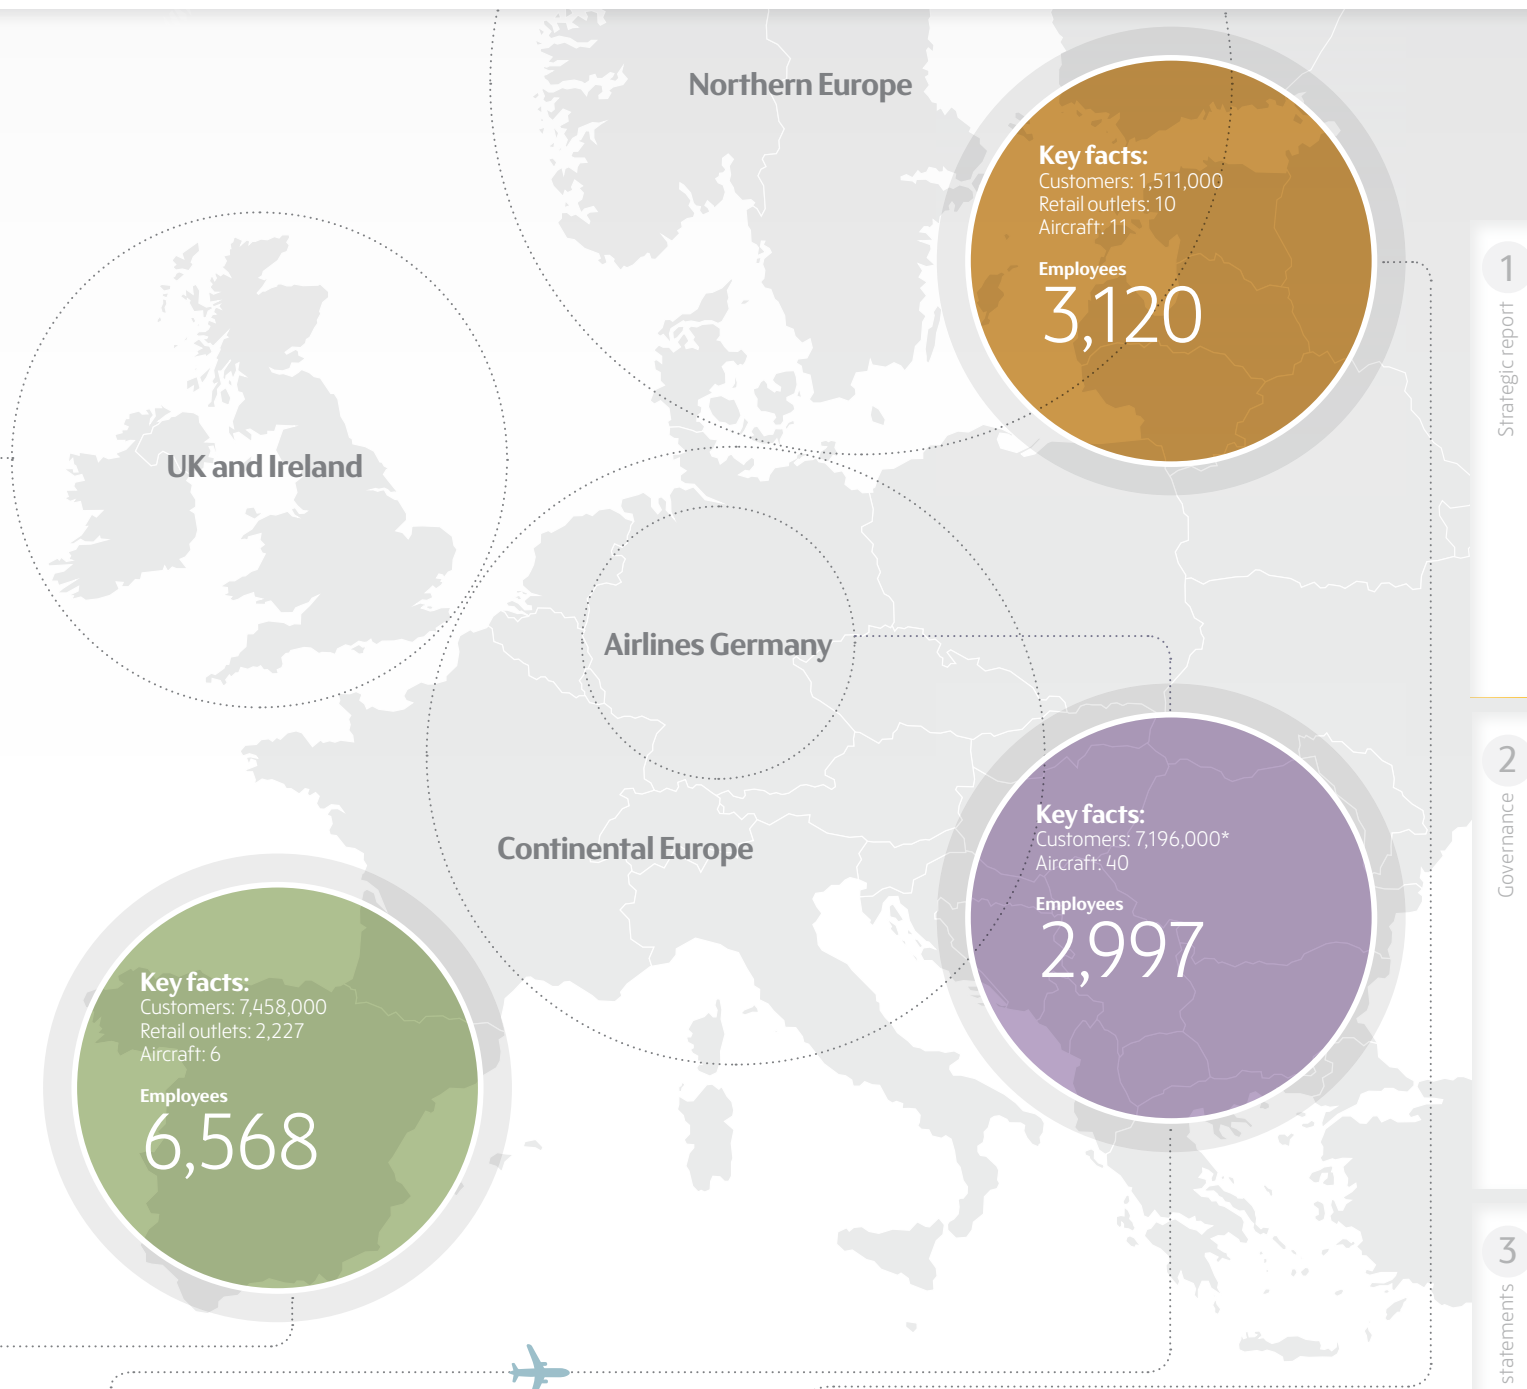 Northern Europe
Key facts:
Customers: 1,511,000
Retail outlets: 10
Aircraft: 11
Employees
3,120
UK and Ireland
Airlines Germany
Continental Europe
Key facts:
Customers: 7,196,000*
Aircraft: 40
Employees
2,997
Key facts:
Customers: 7,458,000
Retail outlets: 2,227
Aircraft: 6
Employees
6,568
1
Strategic report
2
Governance
3
statements